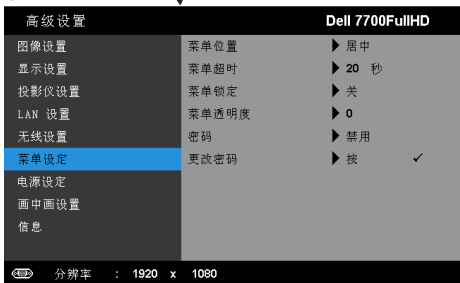 高级设置 Dell 7700FullHD
图像设置 菜单位置 居中
显示设置 菜单超时 20 秒
投影仪设置 菜单锁定 关
LAN 设置 菜单透明度 0
无线设置 密码 禁用
菜单设定 更改密码 按
电源设定
画中画设置
信息
分辨率 : 1920 x 1080